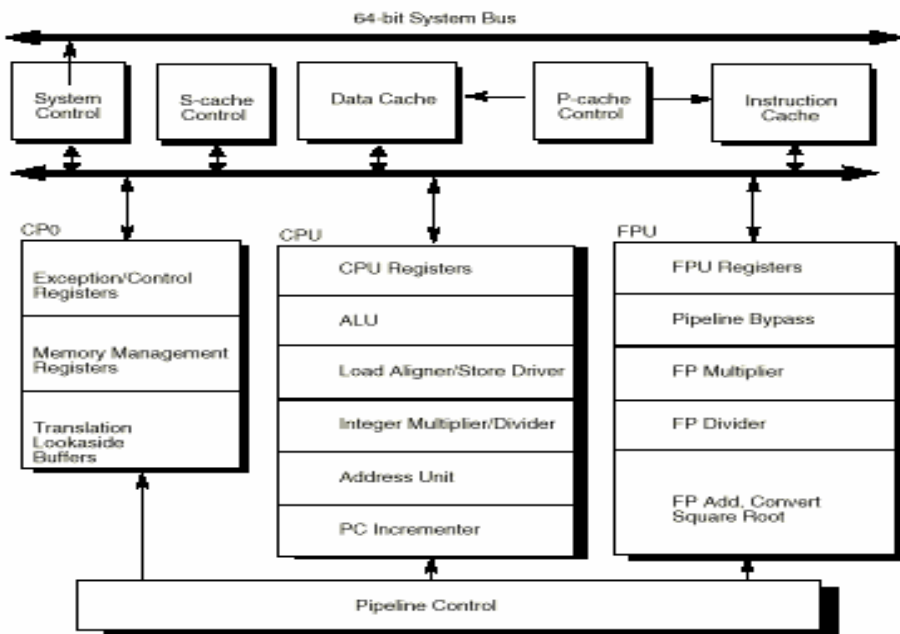 64-bit System Bus
System
Control
S-cache
Control
Data Cache
P-cache
Control
Instruction
Cache
CP0
Exception/Control
Registers
Memory Management
Registers
Translation
Lookaside
Buffers
CPU
CPU Registers
ALU
Load Aligner/Store Driver
Integer Multiplier/Divider
Address Unit
PC Incrementer
FPU
FPU Registers
Pipeline Bypass
FP Multiplier
FP Divider
FP Add, Convert
Square Root
Pipeline Control